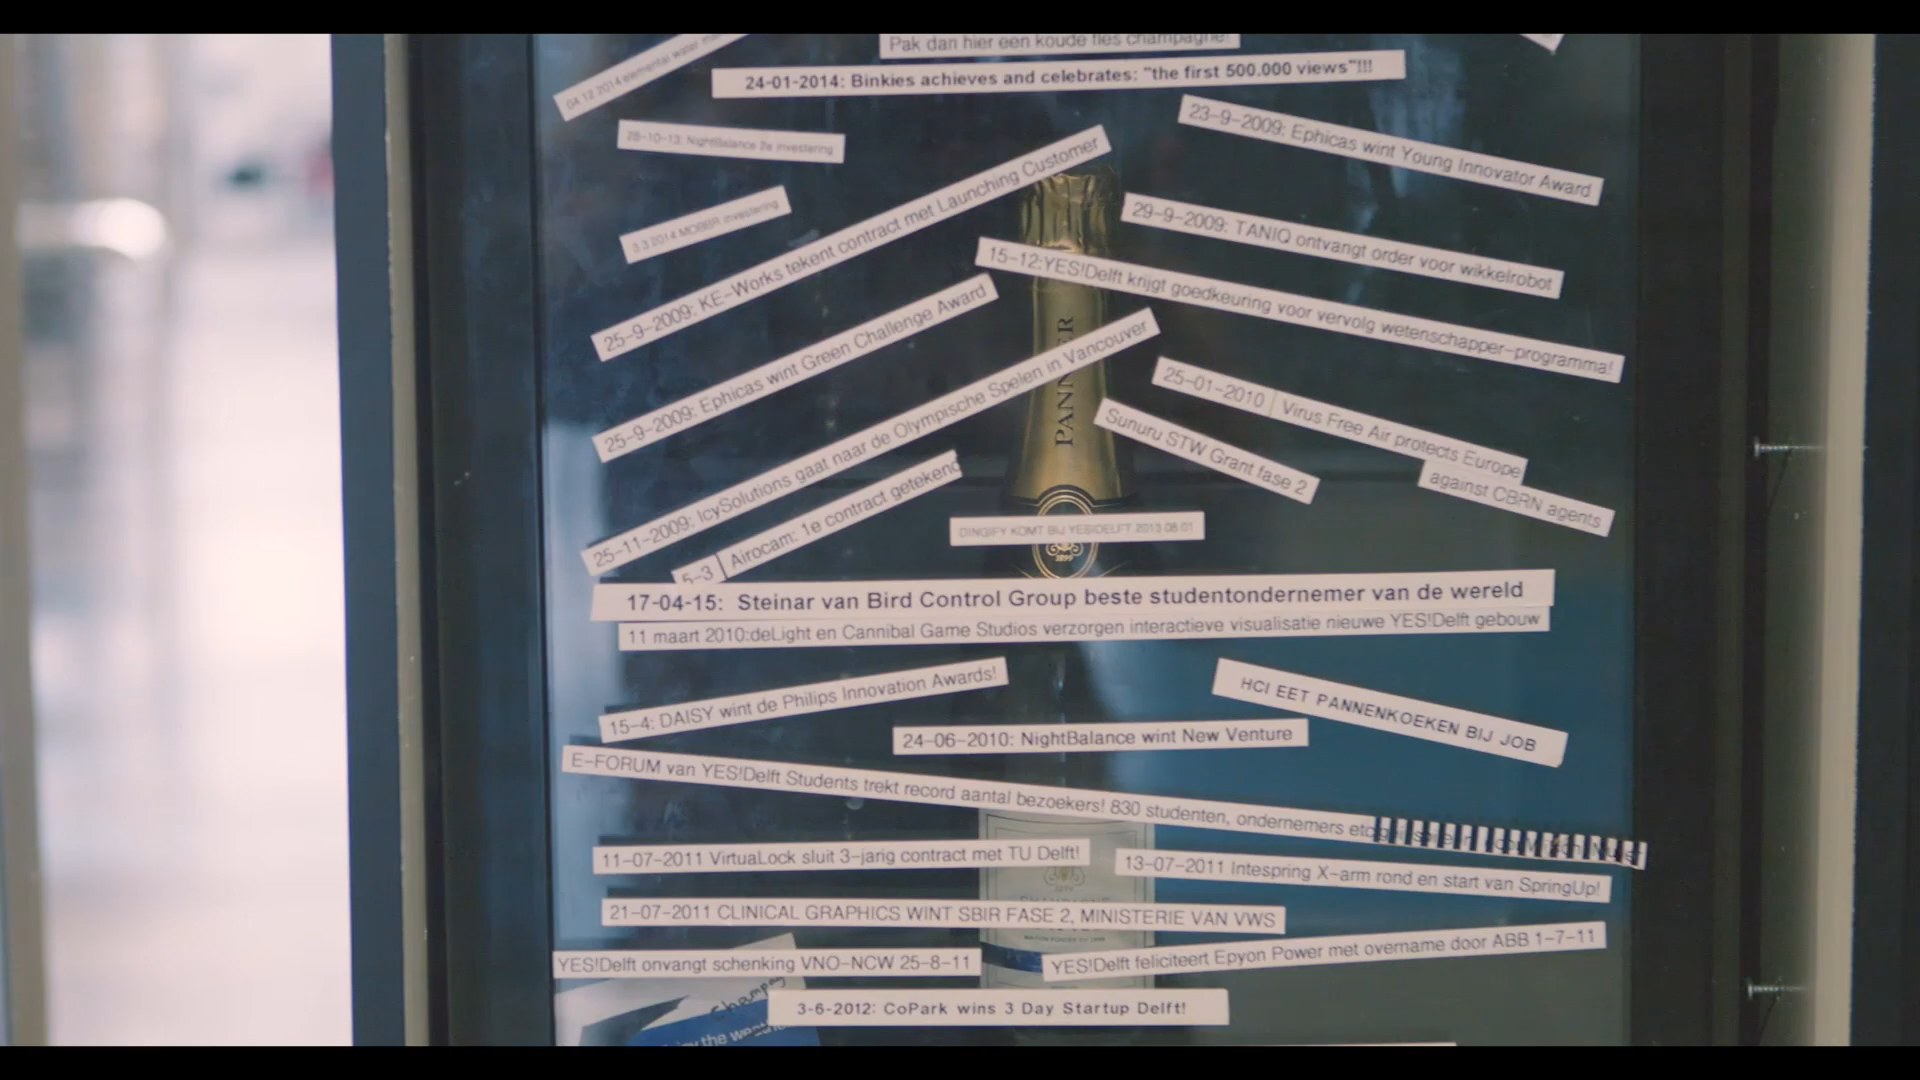 Pak dan hier een koude fles champagne!
04 12 2014 elemental water
24-01-2014: Binkies achieves and celebrates: "the first 500.000 views"!!!
28-10-13: NightBalance 2e investering
23-9-2009: Ephicas wint Young Innovator Award
3.3.2014 MOBBR investering
25-9-2009: KE-Works tekent contract met Launching Customer
29-9-2009: TANIQ ontvangt order voor wikkelrobot
15-12:YES!Delft krijgt goedkeuring voor vervolg wetenschapper-programma!
25-9-2009: Ephicas wint Green Challenge Award
25-11-2009: IcySolutions gaat naar de Olympische Spelen in Vancouver
25-01-2010 | Virus Free Air protects Europe
against CBRN agents
Sunuru STW Grant fase 2
5-3 | Airocam: 1e contract getekend
DINGIFY KOMT BIJ YES!DELFT 2013 08 01
17-04-15: Steinar van Bird Control Group beste studentondernemer van de wereld
11 maart 2010:deLight en Cannibal Game Studios verzorgen interactieve visualisatie nieuwe YES!Delft gebouw
15-4: DAISY wint de Philips Innovation Awards!
HCI EET PANNENKOEKEN BIJ JOB
24-06-2010: NightBalance wint New Venture
E-FORUM van YES!Delft Students trekt record aantal bezoekers! 830 studenten, ondernemers etc
11-07-2011 VirtuaLock sluit 3-jarig contract met TU Delft!
13-07-2011 Intespring X-arm rond en start van SpringUp!
21-07-2011 CLINICAL GRAPHICS WINT SBIR FASE 2, MINISTERIE VAN VWS
YES!Delft onvangt schenking VNO-NCW 25-8-11
YES!Delft feliciteert Epyon Power met overname door ABB 1-7-11
3-6-2012: CoPark wins 3 Day Startup Delft!
the